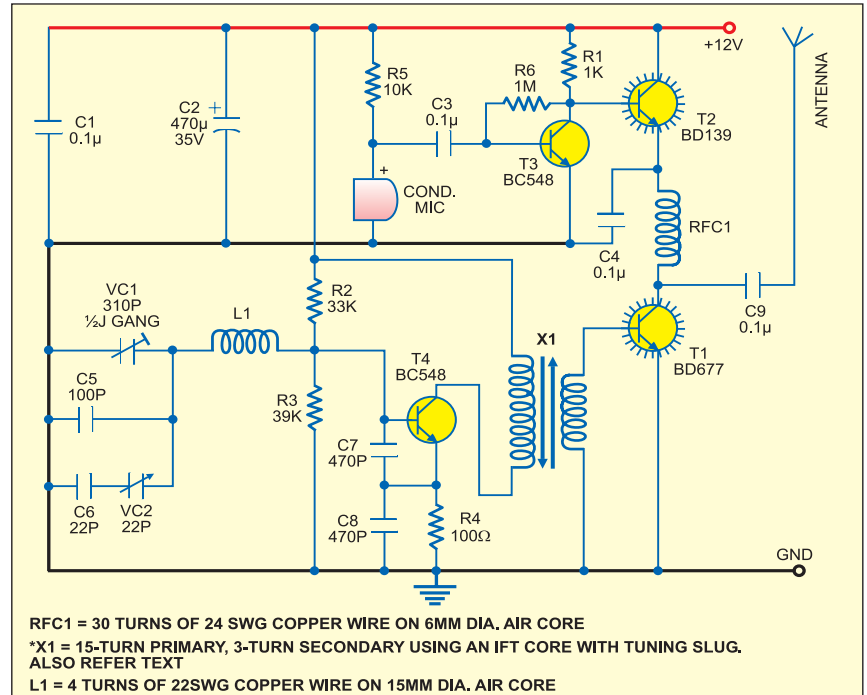 +12V
ANTENNA
C1
0.1µ
C2
+
470µ
35V
R5
10K
C3
0.1µ
R6
1M
R1
1K
T2
BD139
T3
BC548
+
COND.
MIC
C4
0.1µ
RFC1
C9
0.1µ
VC1
310P
½J GANG
L1
R2
33K
X1
T1
BD677
T4
BC548
C5
100P
R3
39K
C7
470P
C6
22P
VC2
22P
C8
470P
R4
100Ω
GND
RFC1 = 30 TURNS OF 24 SWG COPPER WIRE ON 6MM DIA. AIR CORE
*X1 = 15-TURN PRIMARY, 3-TURN SECONDARY USING AN IFT CORE WITH TUNING SLUG.
ALSO REFER TEXT
L1 = 4 TURNS OF 22SWG COPPER WIRE ON 15MM DIA. AIR CORE